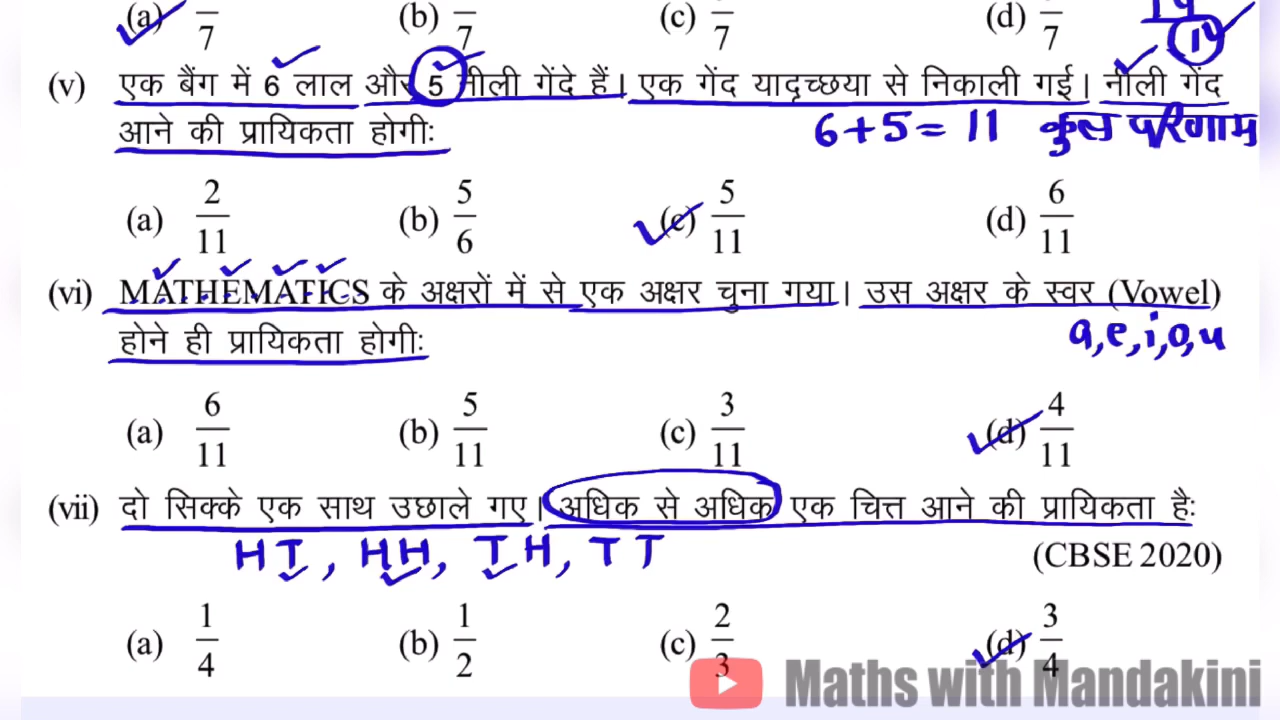 (a) 7 (b) 7 (c) 7 (d) 7
14
(v) एक बैंग में 6 लाल और 5 नीली गेंदे हैं। एक गेंद यादृच्छया से निकाली गई। नीली गेंद
आने की प्रायिकता होगीः 6+5= 11 कुल परिणाम
(a) 2/11 (b) 5/6 (c) 5/11 (d) 6/11
(vi) MATHEMATICS के अक्षरों में से एक अक्षर चुना गया। उस अक्षर के स्वर (Vowel)
होने ही प्रायिकता होगीः a,e,i,o,u
(a) 6/11 (b) 5/11 (c) 3/11 (d) 4/11
(vii) दो सिक्के एक साथ उछाले गए। अधिक से अधिक एक चित्त आने की प्रायिकता हैः
HT, HH, TH, TT (CBSE 2020)
(a) 1/4 (b) 1/2 (c) 2/3 (d) 3/4
Maths with Mandakini